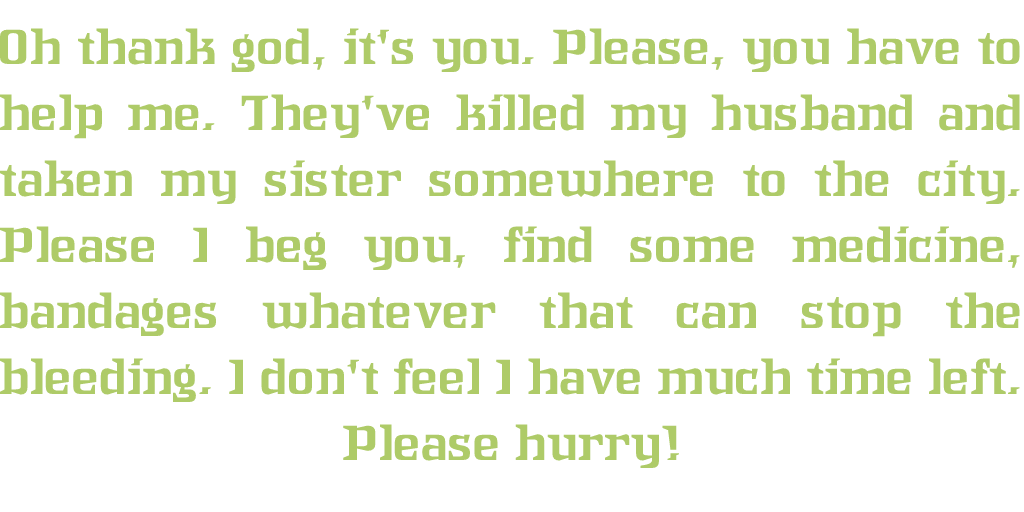 Oh thank god, it's you. Please, you have to
help me. They've killed my husband and
taken my sister somewhere to the city.
Please I beg you, find some medicine,
bandages whatever that can stop the
bleeding. I don't feel I have much time left.
Please hurry!